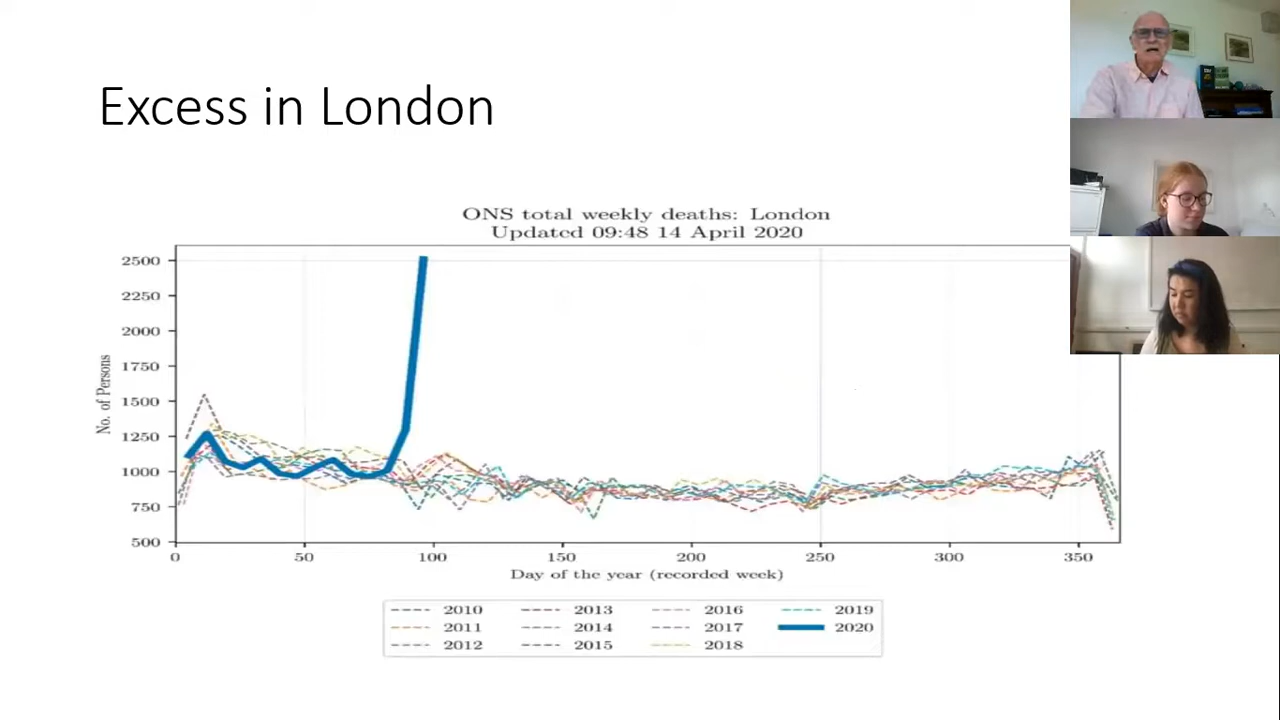 Excess in London
ONS total weekly deaths: London
Updated 09:48 14 April 2020
No. of Persons
2500
2250
2000
1750
1500
1250
1000
750
500
0 50 100 150 200 250 300 350
Day of the year (recorded week)
2010 2013 2016 2019
2011 2014 2017 2020
2012 2015 2018